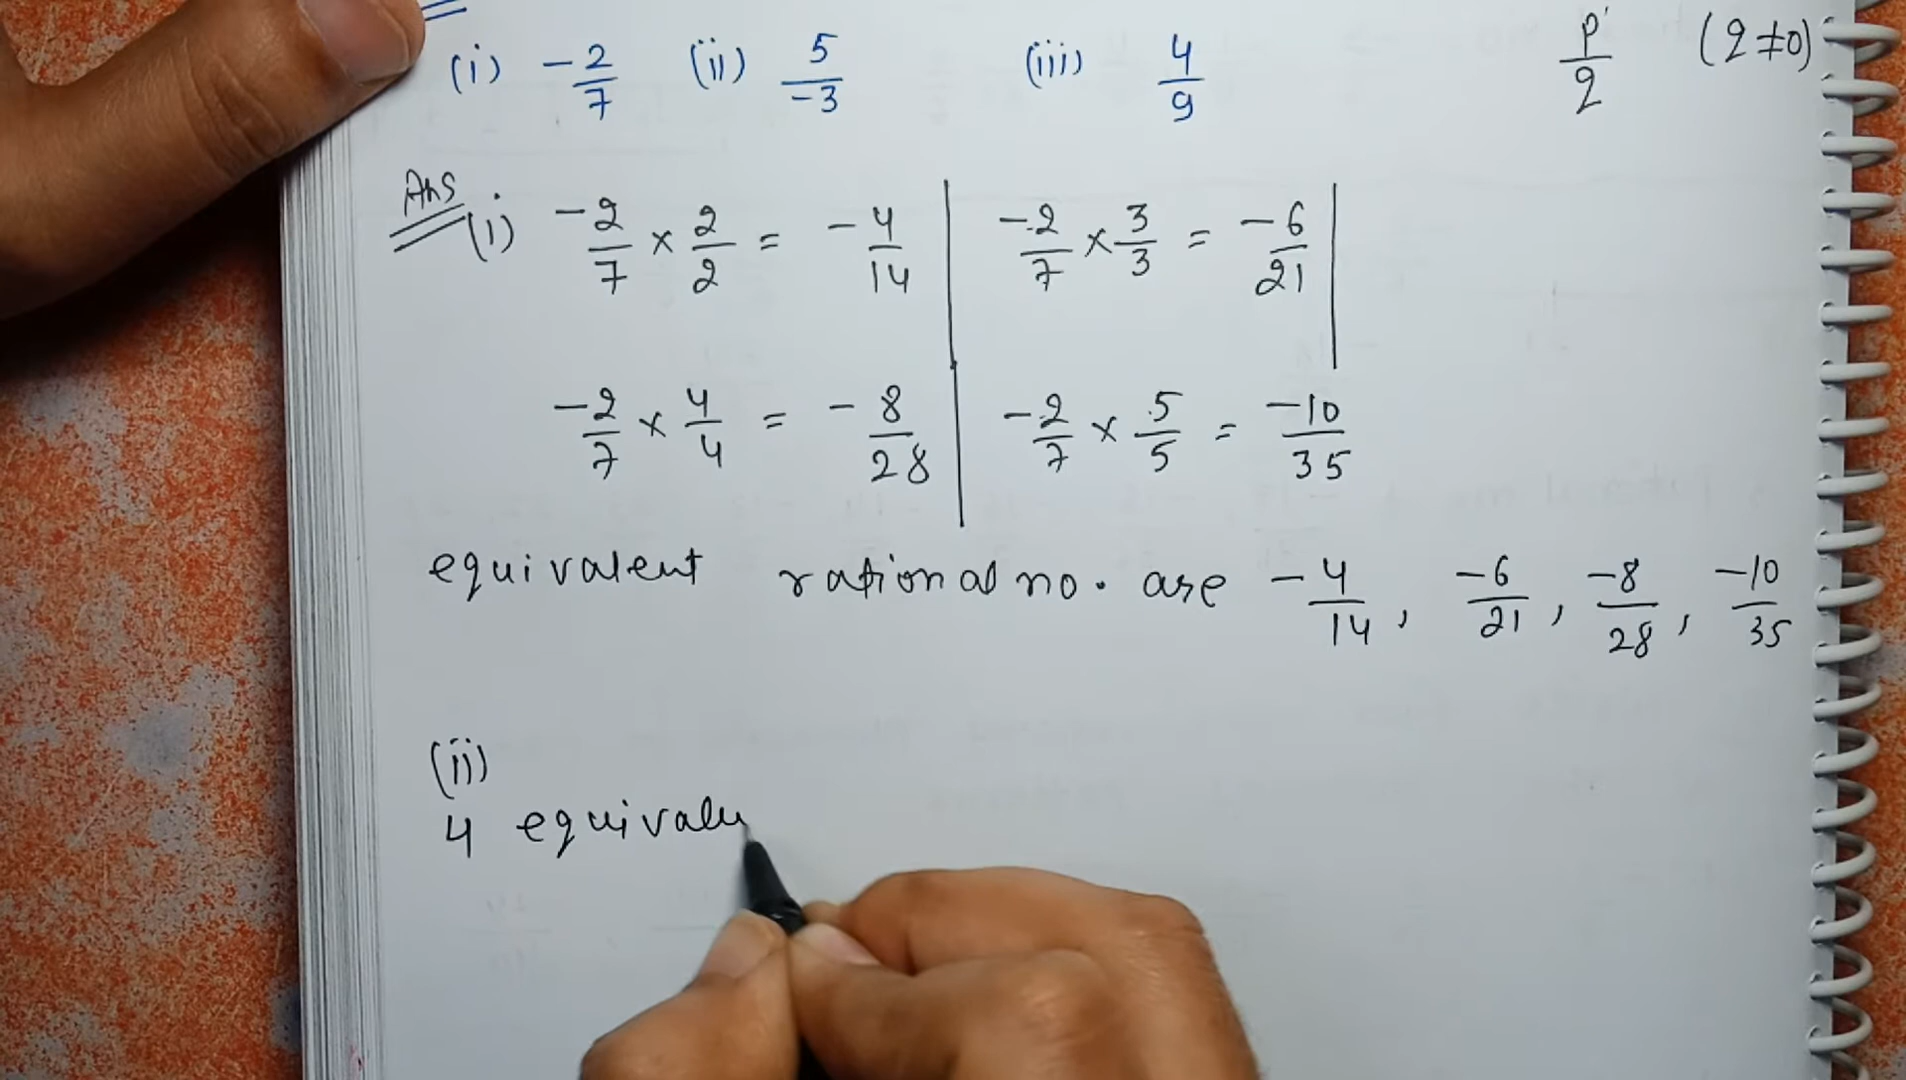 (i) -2/7 (ii) 5/-3 (iii) 4/9 p/q (q≠0)
Ans (i) -2/7 × 2/2 = -4/14 | -2/7 × 3/3 = -6/21 |
-2/7 × 4/4 = -8/28 | -2/7 × 5/5 = -10/35
equivalent rational no. are -4/14, -6/21, -8/28, -10/35
(ii)
4 equivale